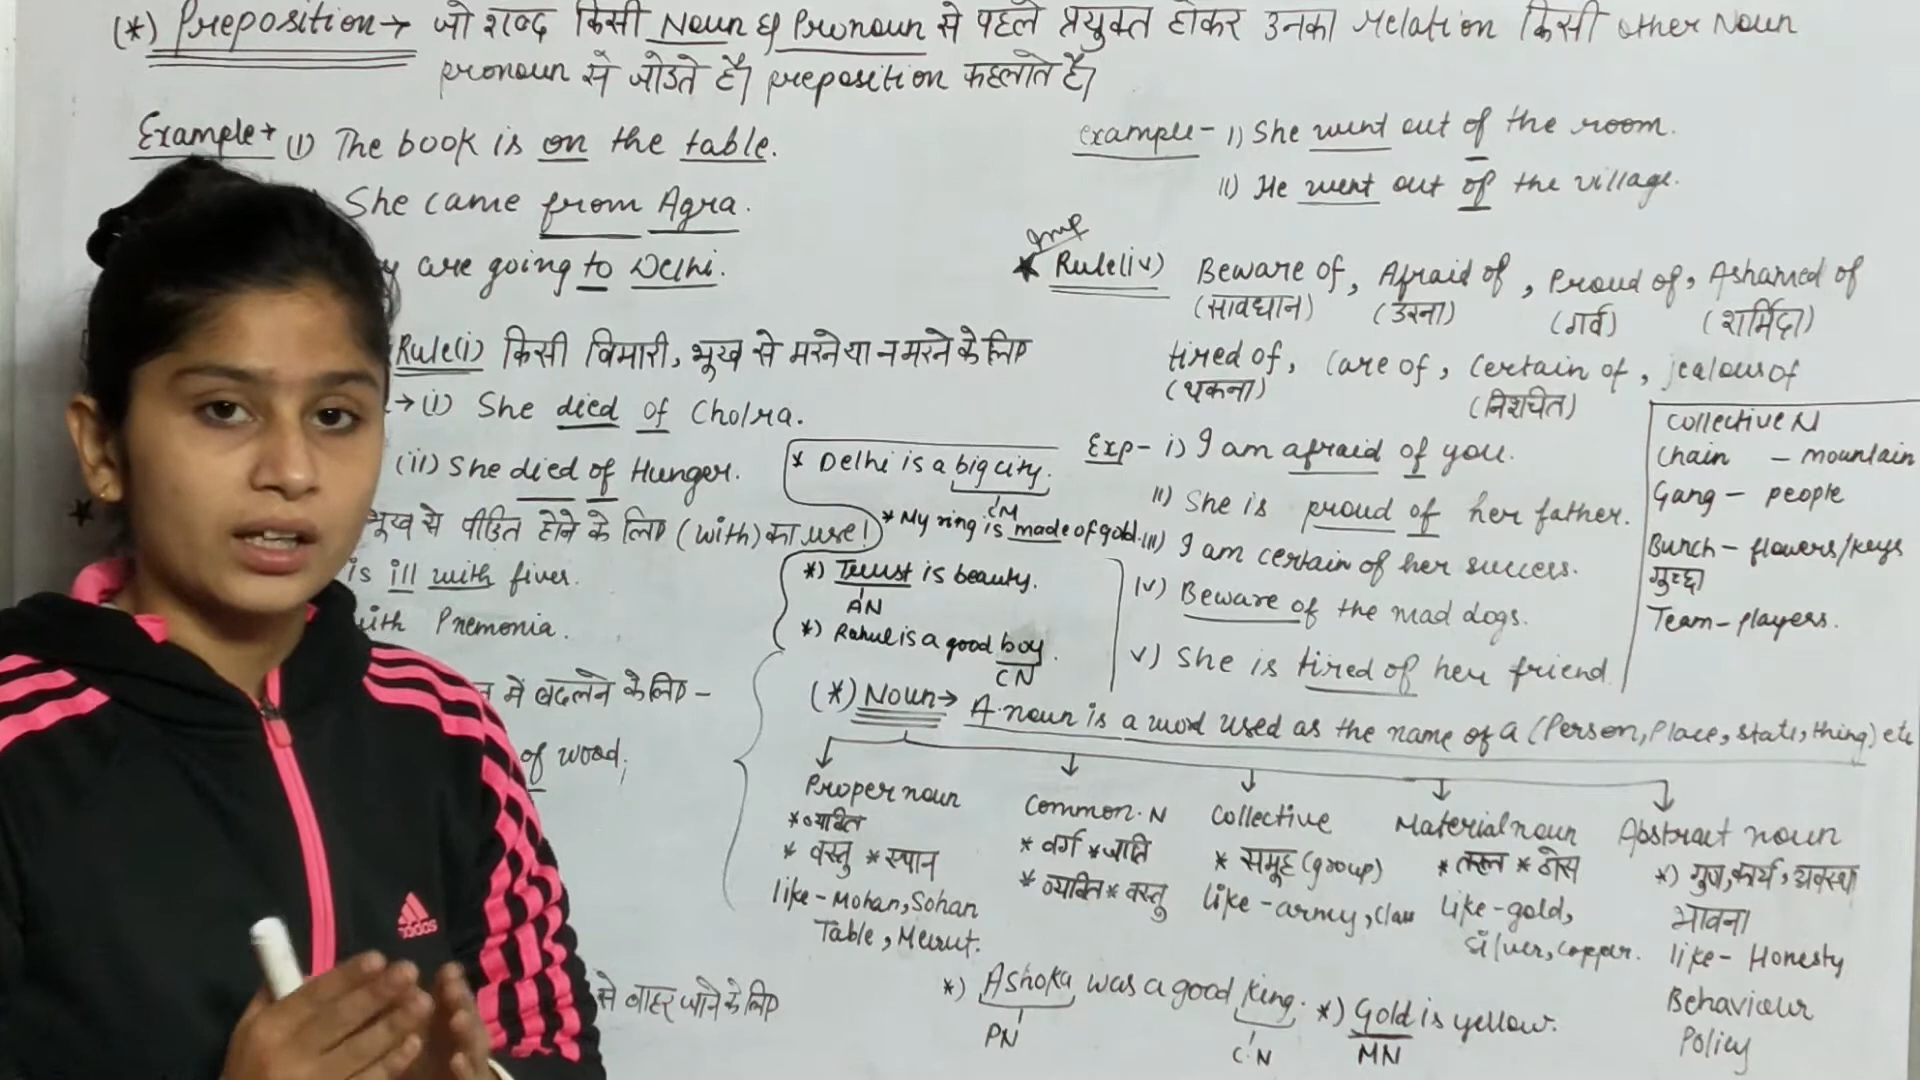 (*) Preposition → जो शब्द किसी Noun & Pronoun से पहले प्रयुक्त होकर उनका relation किसी other Noun
pronoun से जोडते है। preposition कहलाते है।
Example → (i) The book is on the table.
She came from Agra.
y are going to Delhi.
Rule(i) किसी बिमारी, भूख से मरने या न मरने के लिए
→ (i) She died of Cholra.
(ii) She died of Hunger.
भूख से पीडित होने के लिए (with) का use!
is ill with fiver.
with Pnemonia.
में बदलने के लिए -
of wood,
से बाहर जाने के लिए
example - i) She went out of the room.
ii) He went out of the village.
Imp
★ Rule(iv) Beware of, Afraid of, Proud of, Ashamed of
(सावधान) (डरना) (गर्व) (शर्मिदा)
tired of, Care of, Certain of, jealous of
(थकना) (निश्चित)
Exp - i) I am afraid of you.
ii) She is proud of her father.
iii) I am certain of her success.
iv) Beware of the mad dogs.
v) She is tired of her friend.
Collective N
Chain - mountain
Gang - people
Bunch - flowers/keys
गुच्छा
Team - players.
* Delhi is a big city.
CM
* My ring is made of gold.
*) Trust is beauty.
AN
*) Rahul is a good boy.
CN
(*) Noun → A noun is a word used as the name of a (Person, Place, stats, thing) etc
Proper noun
* व्यक्ति
* वस्तु * स्थान
like - Mohan, Sohan
Table, Meirut.
Common. N
* वर्ग * जाति
* व्यक्ति * वस्तु
Collective
* समूह (group)
like - army, Class
Material noun
* तरल * ठोस
like - gold,
silver, copper.
Abstract noun
*) गुण, कार्य, अवस्था
भावना
like - Honesty
Behaviour
Policy
*) Ashoka was a good king.
PN C.N
*) Gold is yellow.
MN
adidas